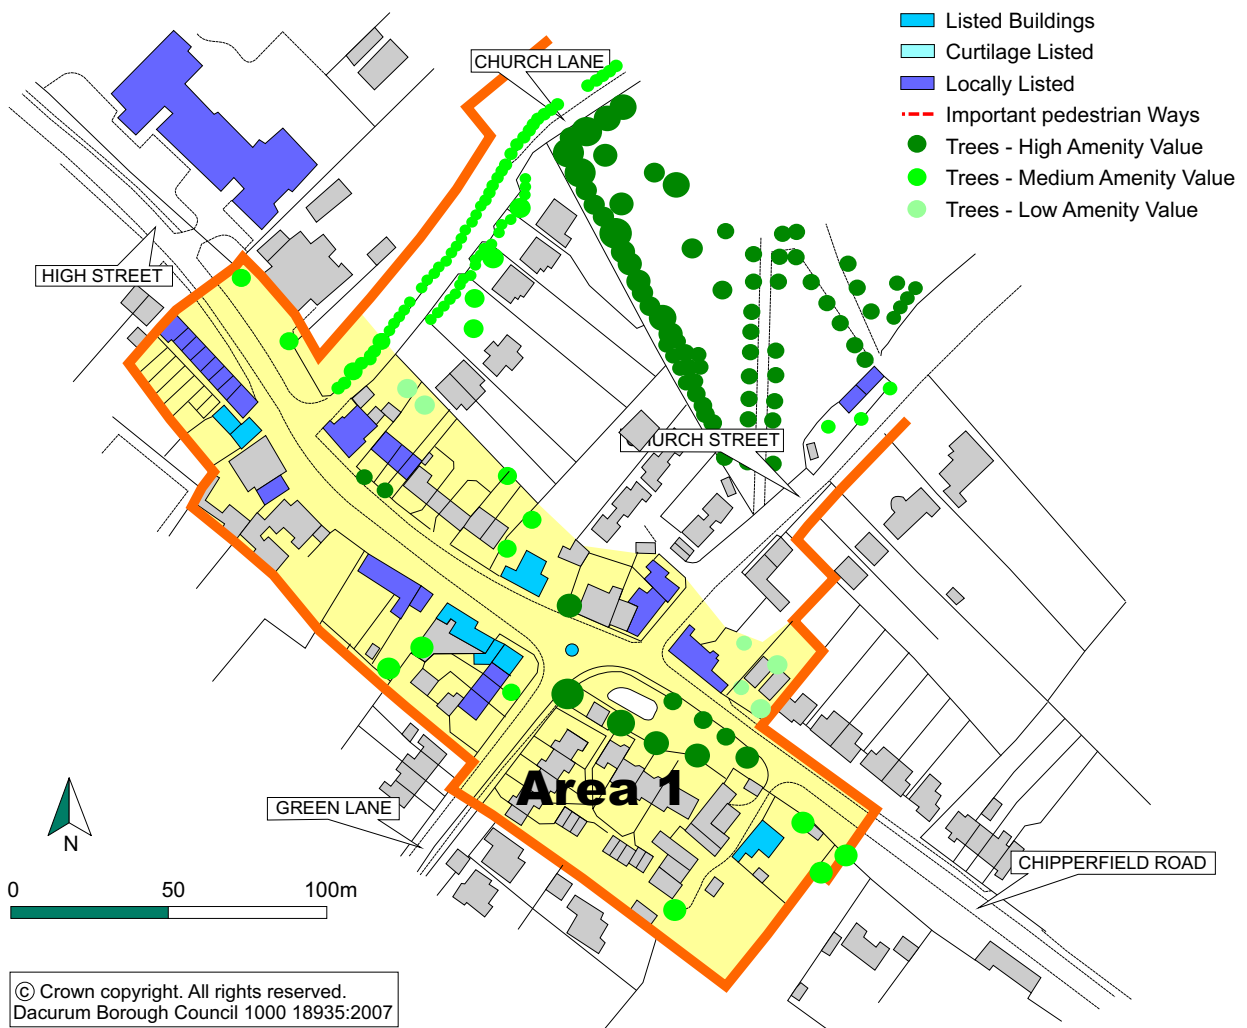 Listed Buildings
Curtilage Listed
Locally Listed
Important pedestrian Ways
Trees - High Amenity Value
Trees - Medium Amenity Value
Trees - Low Amenity Value
CHURCH LANE
HIGH STREET
CHURCH STREET
Area 1
GREEN LANE
CHIPPERFIELD ROAD
N
0 50 100m
© Crown copyright. All rights reserved.
Dacurum Borough Council 1000 18935:2007